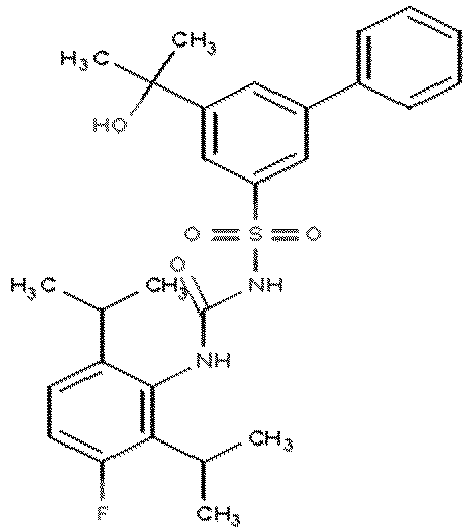 CH₃
H₃C
HO
O S O
O
NH
H₃C CH₃
NH
CH₃
F CH₃